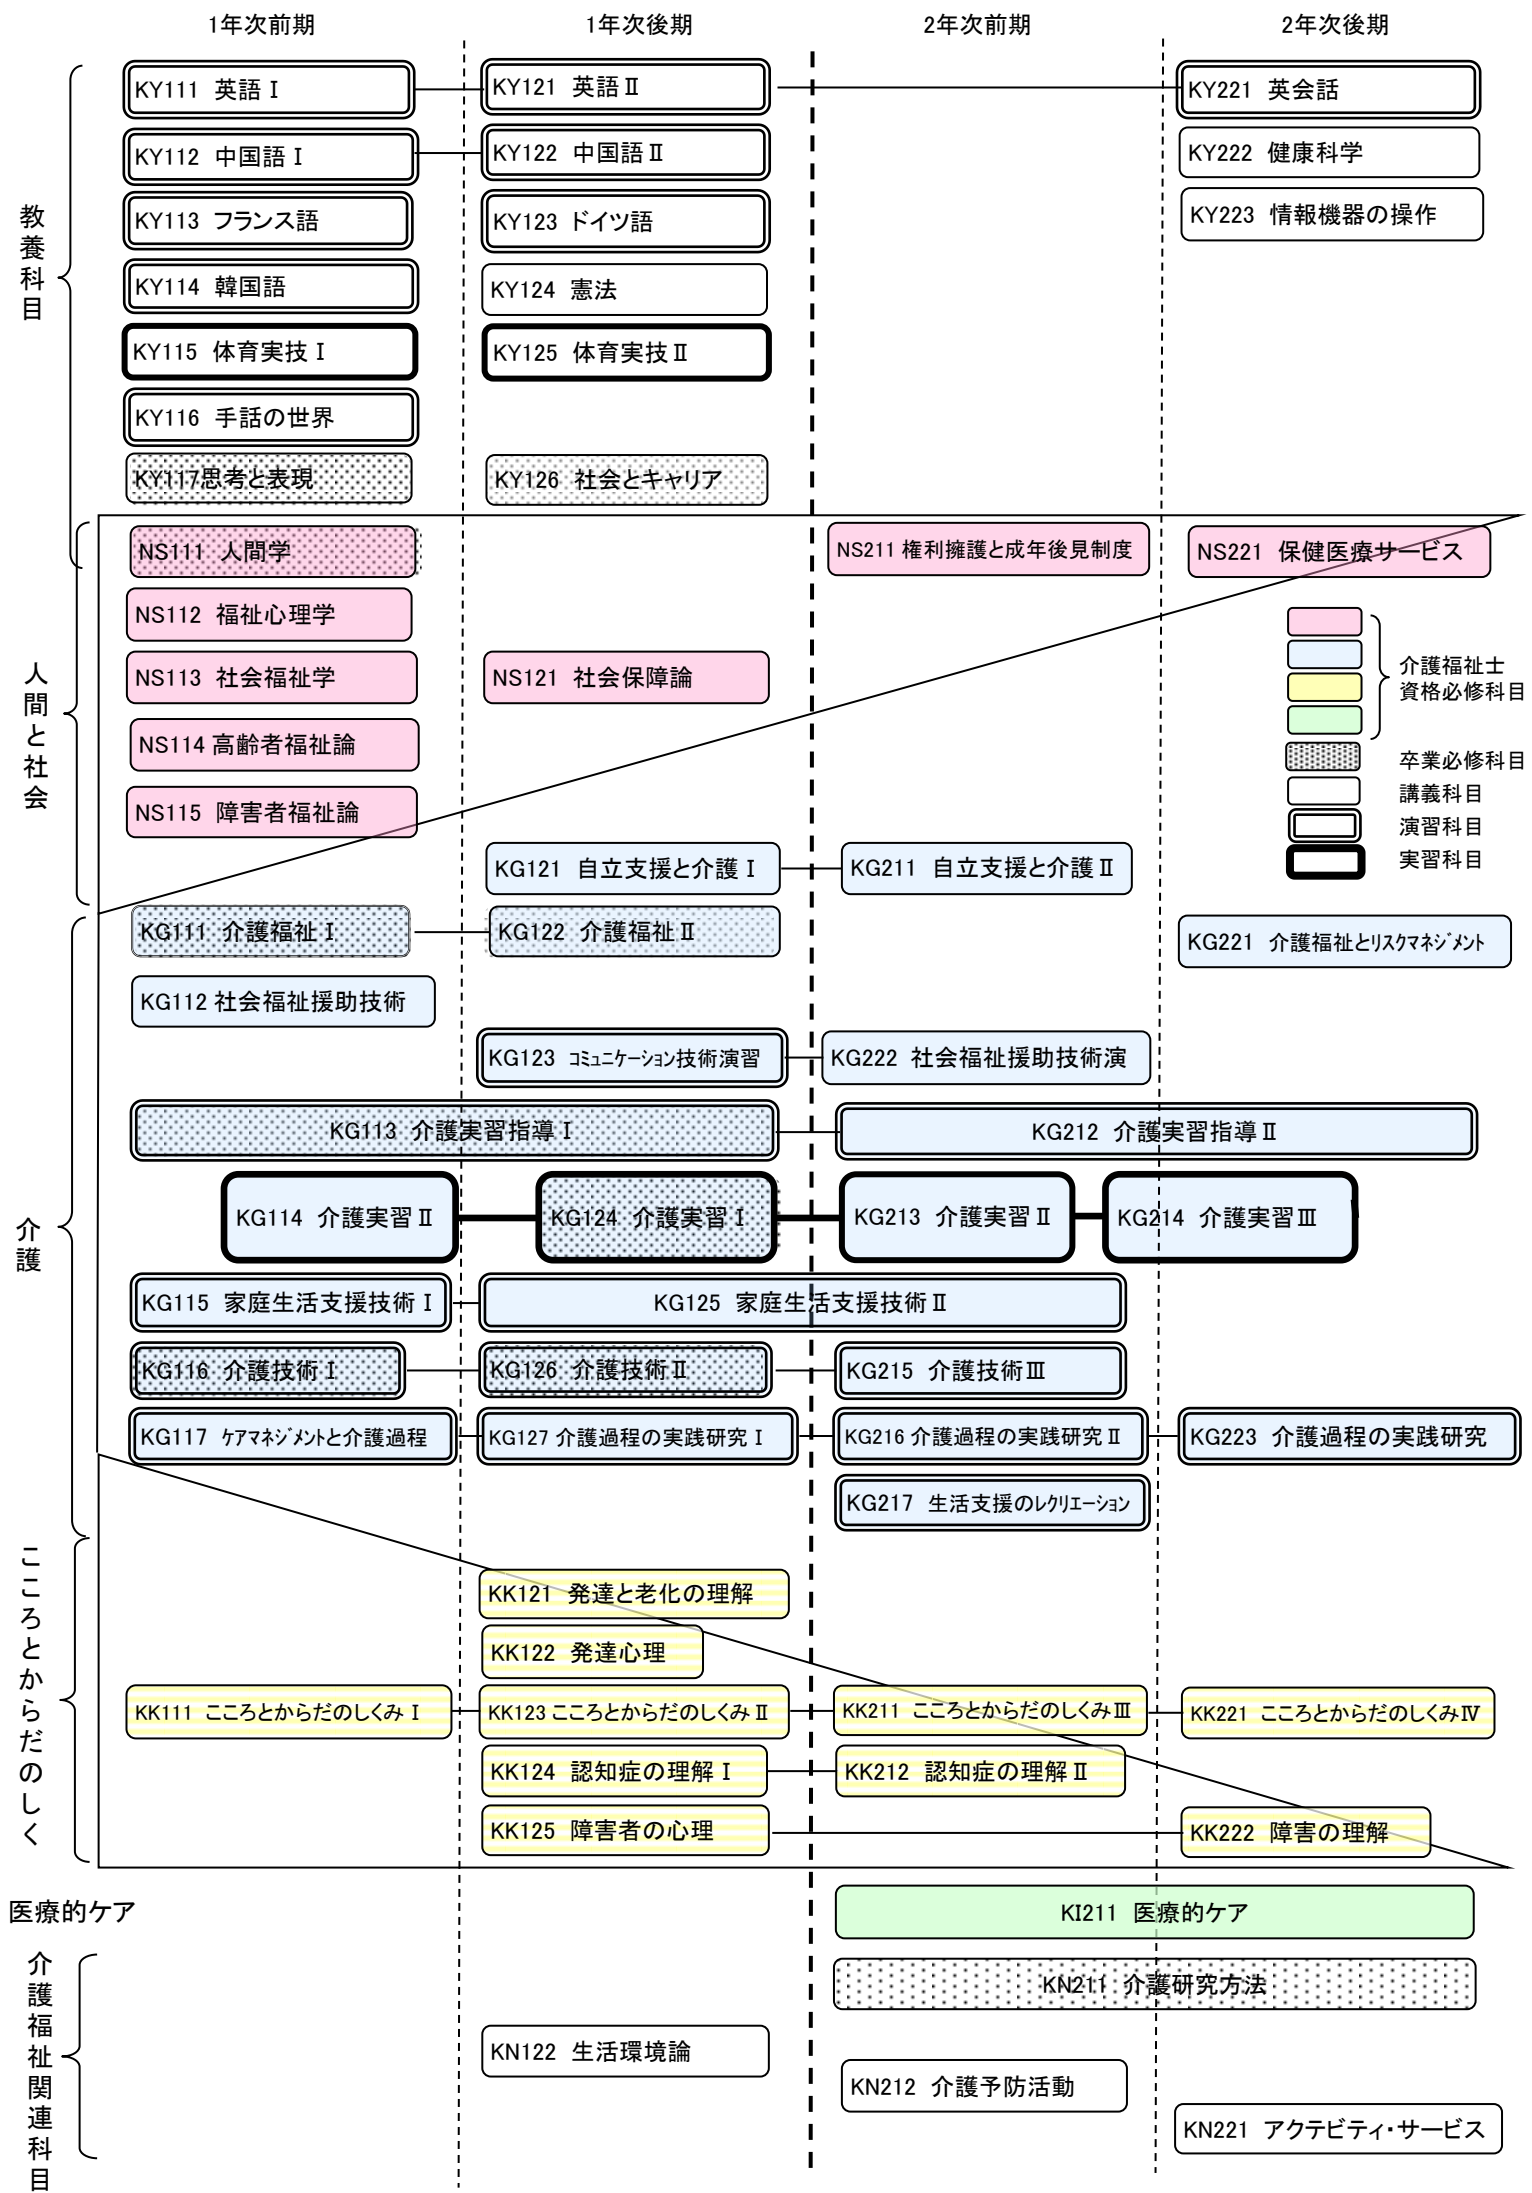 1年次前期
1年次後期
2年次前期
2年次後期
教養科目
KY111 英語Ⅰ
KY121 英語Ⅱ
KY221 英会話
KY112 中国語Ⅰ
KY122 中国語Ⅱ
KY222 健康科学
KY113 フランス語
KY123 ドイツ語
KY223 情報機器の操作
KY114 韓国語
KY124 憲法
KY115 体育実技Ⅰ
KY125 体育実技Ⅱ
KY116 手話の世界
KY117思考と表現
KY126 社会とキャリア
人間と社会
NS111 人間学
NS211 権利擁護と成年後見制度
NS221 保健医療サービス
NS112 福祉心理学
NS113 社会福祉学
NS121 社会保障論
NS114 高齢者福祉論
NS115 障害者福祉論
介護福祉士
資格必修科目
卒業必修科目
講義科目
演習科目
実習科目
介護
KG121 自立支援と介護Ⅰ
KG211 自立支援と介護Ⅱ
KG111 介護福祉Ⅰ
KG122 介護福祉Ⅱ
KG221 介護福祉とリスクマネジメント
KG112 社会福祉援助技術
KG123 コミュニケーション技術演習
KG222 社会福祉援助技術演
KG113 介護実習指導Ⅰ
KG212 介護実習指導Ⅱ
KG114 介護実習Ⅱ
KG124 介護実習Ⅰ
KG213 介護実習Ⅱ
KG214 介護実習Ⅲ
KG115 家庭生活支援技術Ⅰ
KG125 家庭生活支援技術Ⅱ
KG116 介護技術Ⅰ
KG126 介護技術Ⅱ
KG215 介護技術Ⅲ
KG117 ケアマネジメントと介護過程
KG127 介護過程の実践研究Ⅰ
KG216 介護過程の実践研究Ⅱ
KG223 介護過程の実践研究
KG217 生活支援のレクリエーション
こころとからだのしく
KK121 発達と老化の理解
KK122 発達心理
KK111 こころとからだのしくみⅠ
KK123 こころとからだのしくみⅡ
KK211 こころとからだのしくみⅢ
KK221 こころとからだのしくみⅣ
KK124 認知症の理解Ⅰ
KK212 認知症の理解Ⅱ
KK125 障害者の心理
KK222 障害の理解
医療的ケア
KI211 医療的ケア
介護福祉関連科目
KN211 介護研究方法
KN122 生活環境論
KN212 介護予防活動
KN221 アクテビティ・サービス